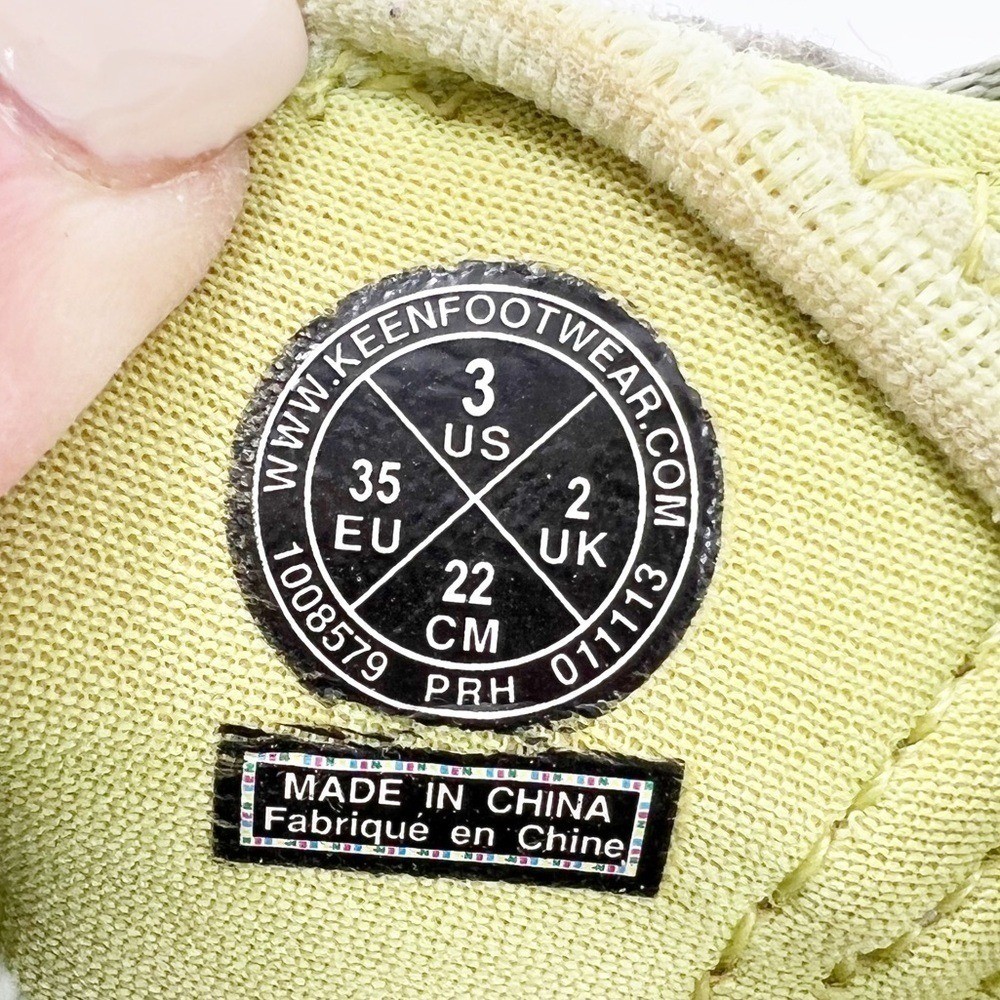 WWW.KEENFOOTWEAR.COM
3
US
35
EU
2
UK
22
CM
1008579
PRH
011113
MADE IN CHINA
Fabriqué en Chine